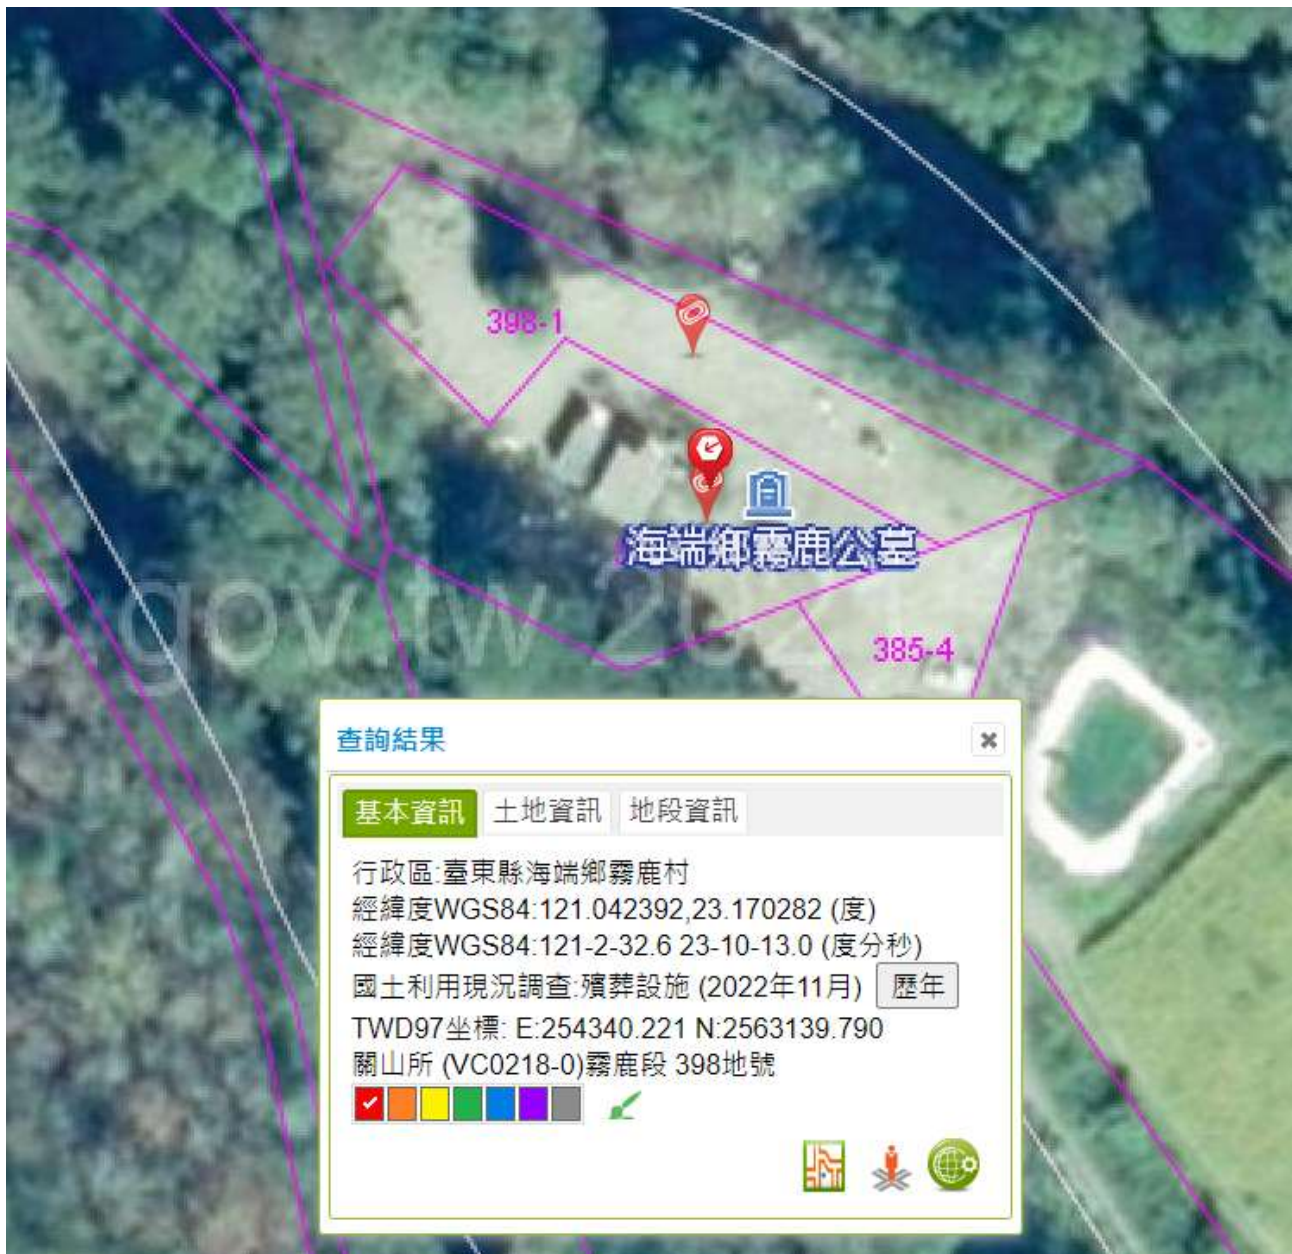 398-1
海端鄉霧鹿公墓
385-4
.gov.tw 202
查詢結果
基本資訊 土地資訊 地段資訊
行政區:臺東縣海端鄉霧鹿村
經緯度WGS84:121.042392,23.170282 (度)
經緯度WGS84:121-2-32.6 23-10-13.0 (度分秒)
國土利用現況調查:殯葬設施 (2022年11月) 歷年
TWD97坐標: E:254340.221 N:2563139.790
關山所 (VC0218-0)霧鹿段 398地號